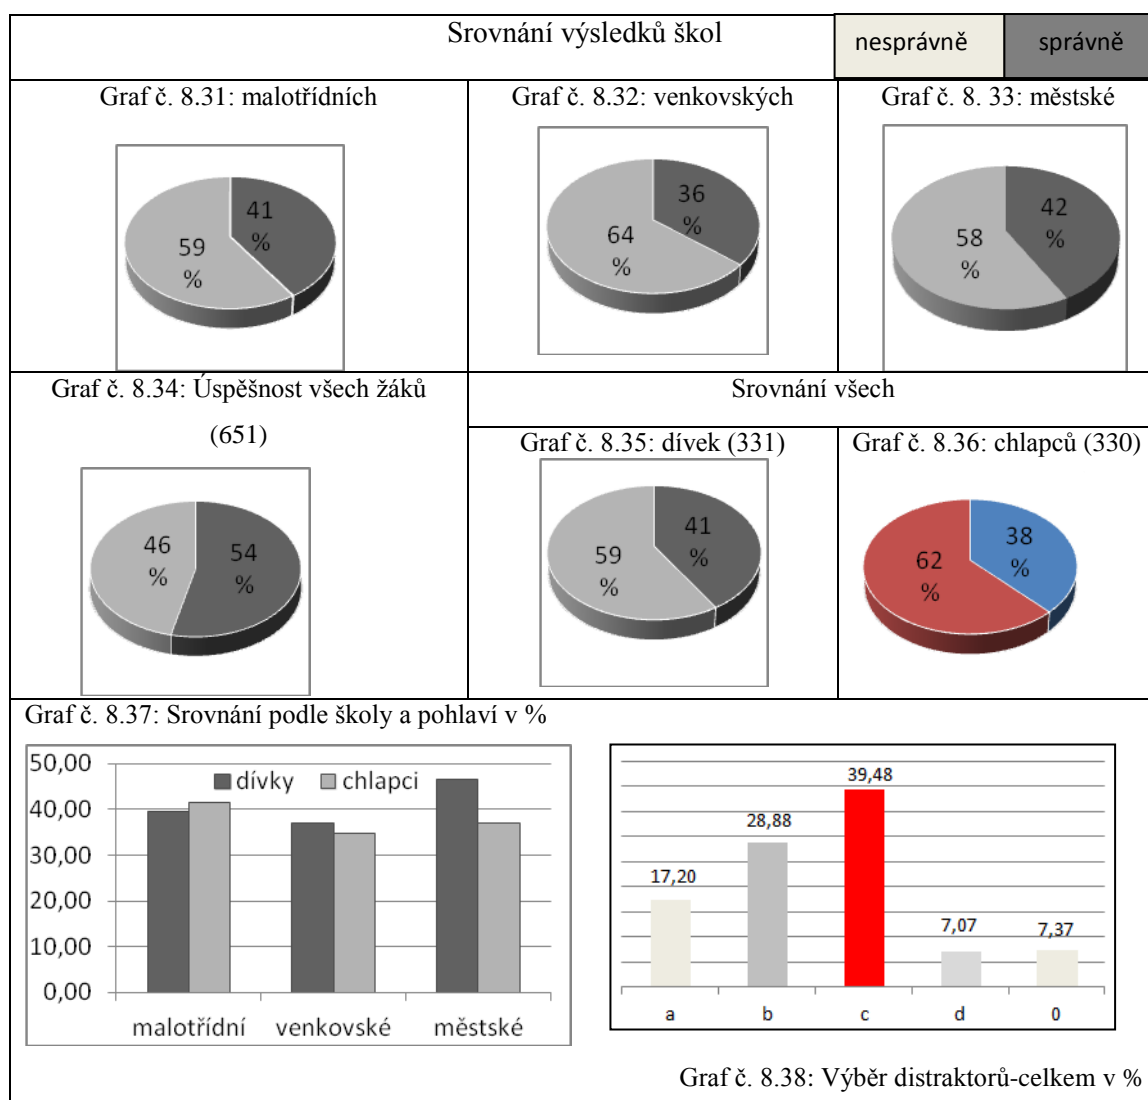 Srovnání výsledků škol
nesprávně
správně
Graf č. 8.31: malotřídních
Graf č. 8.32: venkovských
Graf č. 8. 33: městské
41
%
59
%
36
%
64
%
42
%
58
%
Graf č. 8.34: Úspěšnost všech žáků
(651)
Srovnání všech
Graf č. 8.35: dívek (331)
Graf č. 8.36: chlapců (330)
46
%
54
%
41
%
59
%
38
%
62
%
Graf č. 8.37: Srovnání podle školy a pohlaví v %
50,00
40,00
30,00
20,00
10,00
0,00
dívky
chlapci
malotřídní
venkovské
městské
17,20
28,88
39,48
7,07
7,37
a
b
c
d
0
Graf č. 8.38: Výběr distraktorů-celkem v %